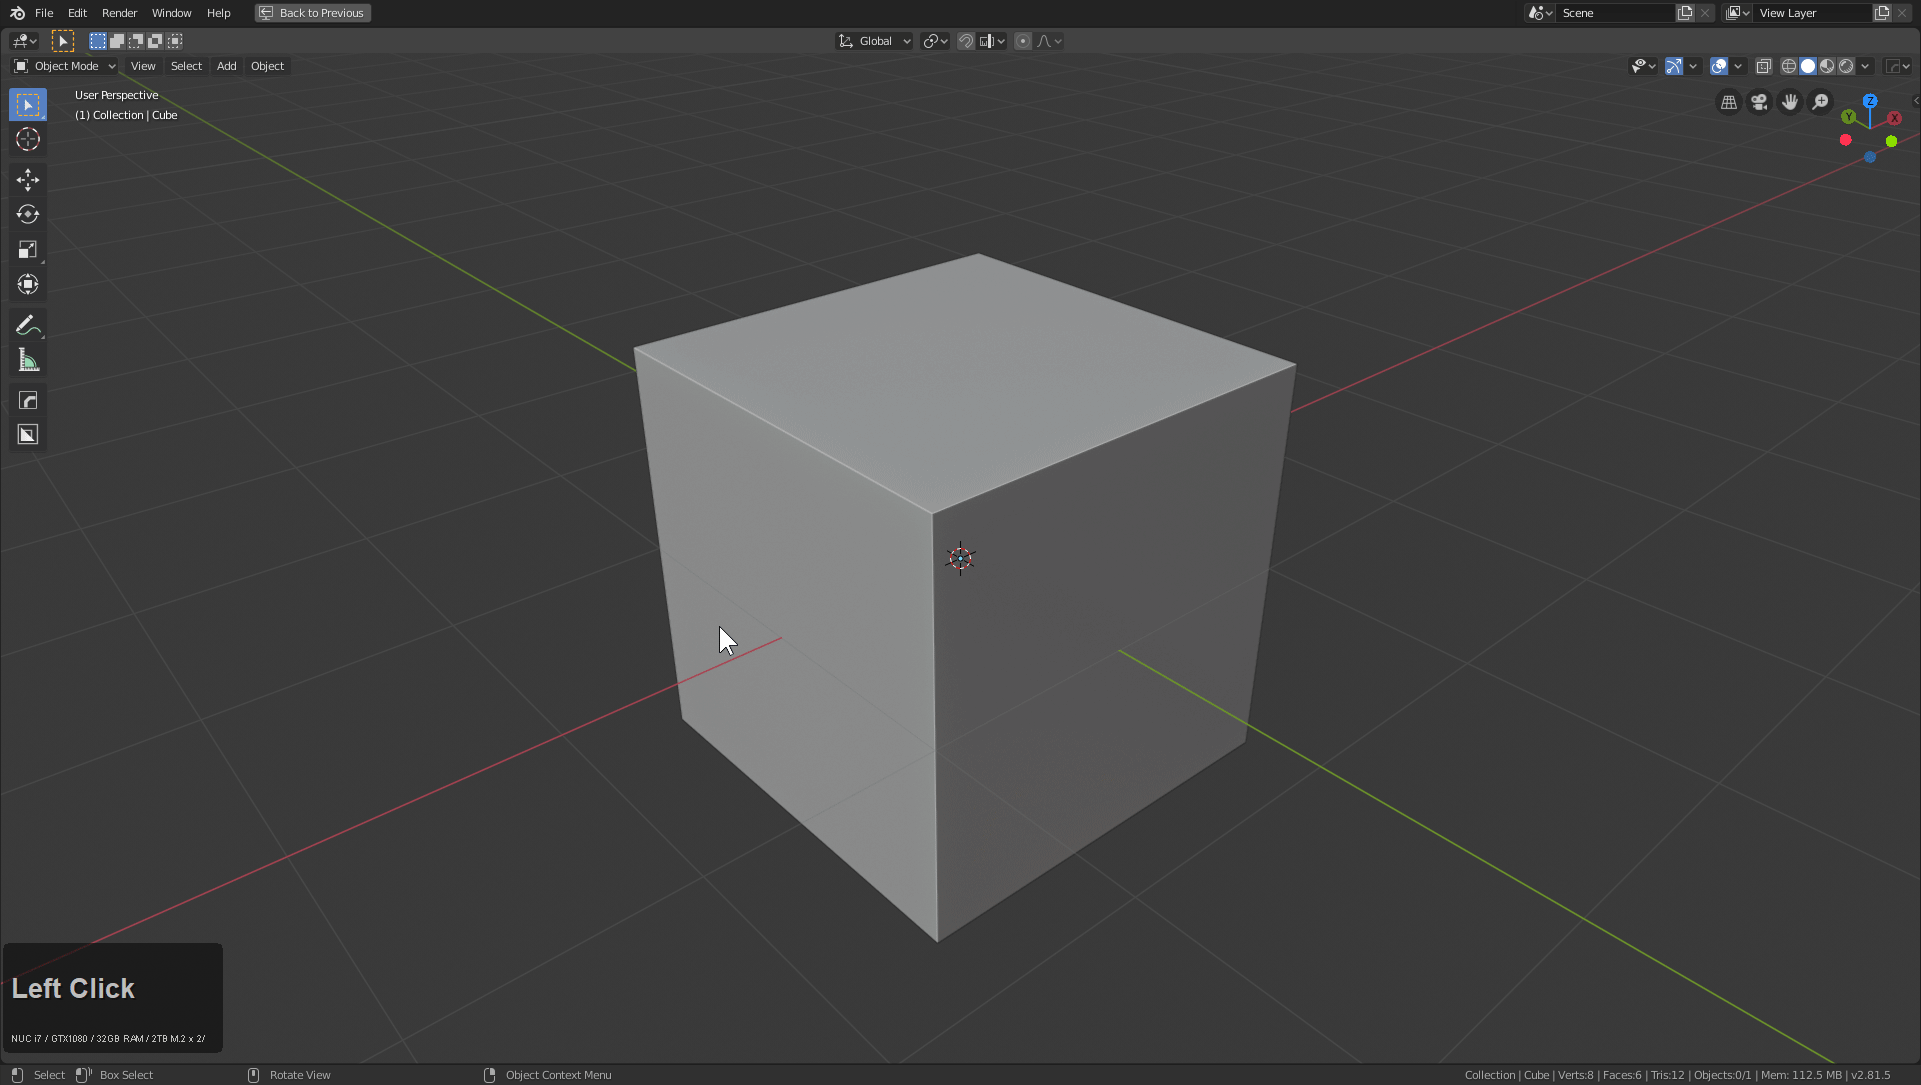 File Edit Render Window Help Back to Previous Scene View Layer
Global
Object Mode View Select Add Object
User Perspective
(1) Collection | Cube
Z
Y X
Left Click
NUC i7 / GTX1080 / 32GB RAM / 2TB M.2 x 2/
Select Box Select Rotate View Object Context Menu Collection | Cube | Verts:8 | Faces:6 | Tris:12 | Objects:0/1 | Mem: 112.5 MB | v2.81.5